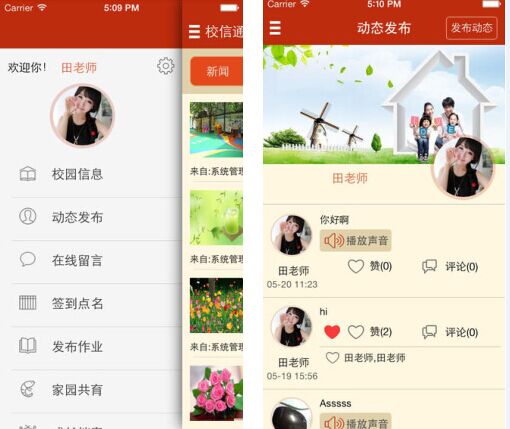 Carrier 5:09 PM
校信通
欢迎你！ 田老师
新闻
校园信息
来自:系统管理
动态发布
在线留言
来自:系统管理
签到点名
发布作业
来自:系统管理
家园共育
Carrier 5:10 PM
动态发布
发布动态
田老师
你好啊
播放声音
田老师
赞(0) 评论(0)
05-20 11:23
hi
赞(2) 评论(0)
田老师
田老师,田老师
05-19 15:56
Asssss
播放声音